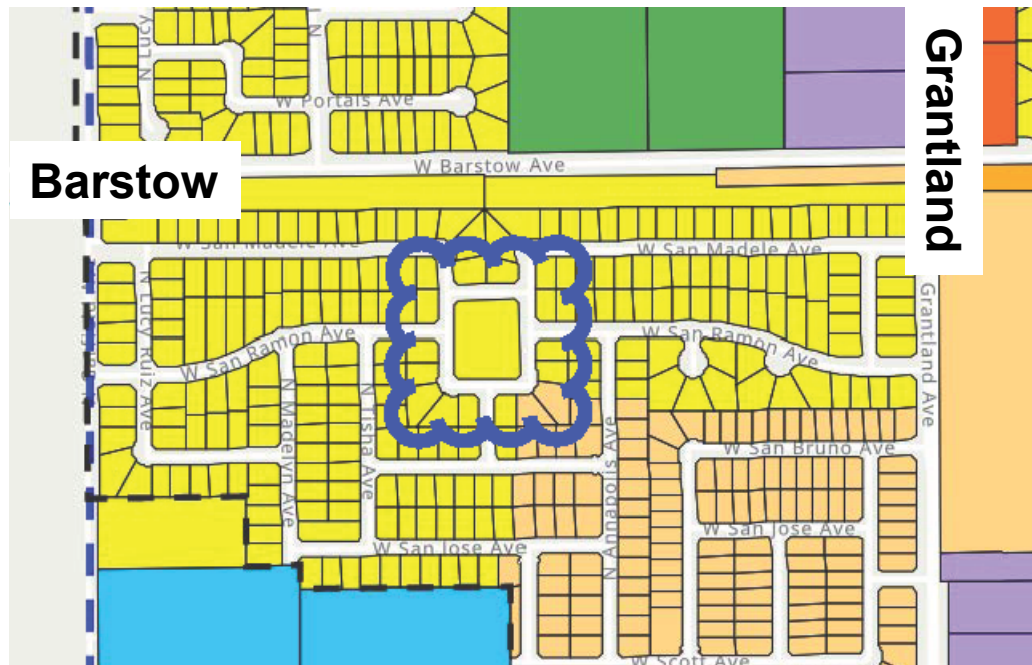 N Lucy
N
W Portals Ave
Grantland
W Barstow Ave
Barstow
W San Madele Ave
W San Madele Ave
N Lucy Ruiz Ave
W San Ramon Ave
W San Ramon Ave
Grantland Ave
N Madelyn Ave
N Tisha Ave
N Annapolis Ave
W San Bruno Ave
W San Jose Ave
W San Jose Ave
W Scott Ave